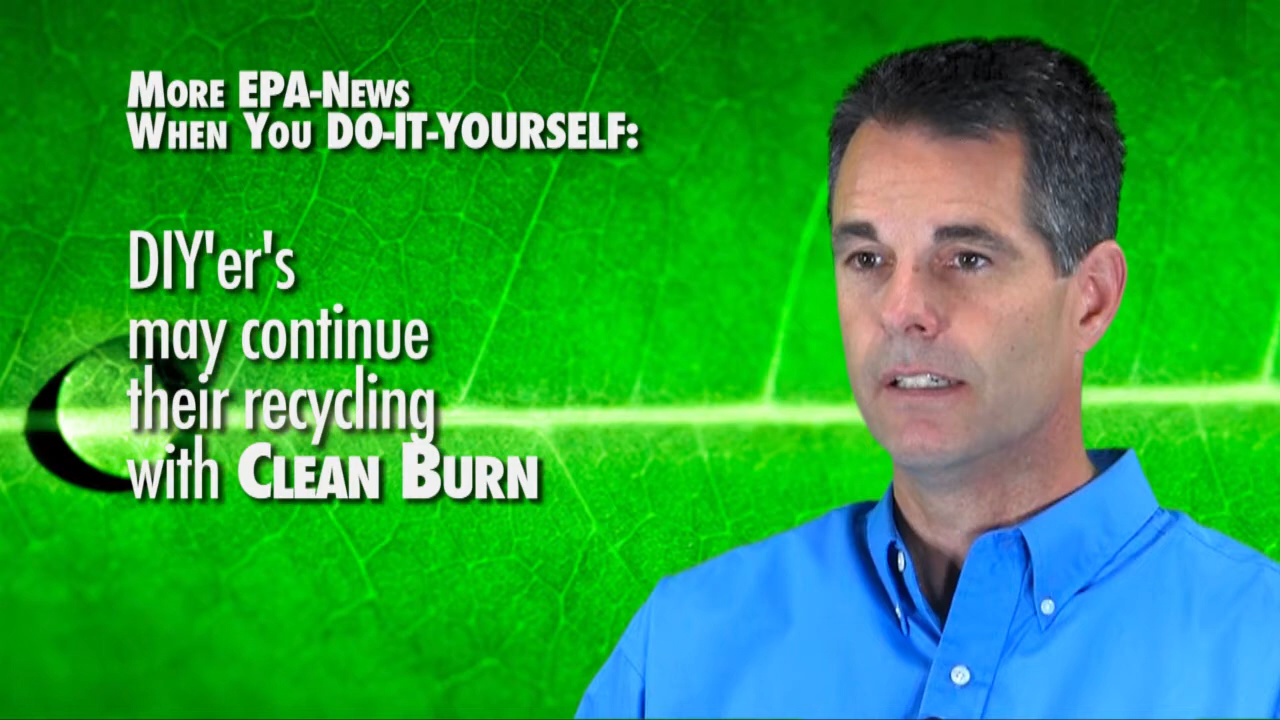 More EPA-News
When You DO-IT-YOURSELF:
DIY'er's
may continue
their recycling
with Clean Burn